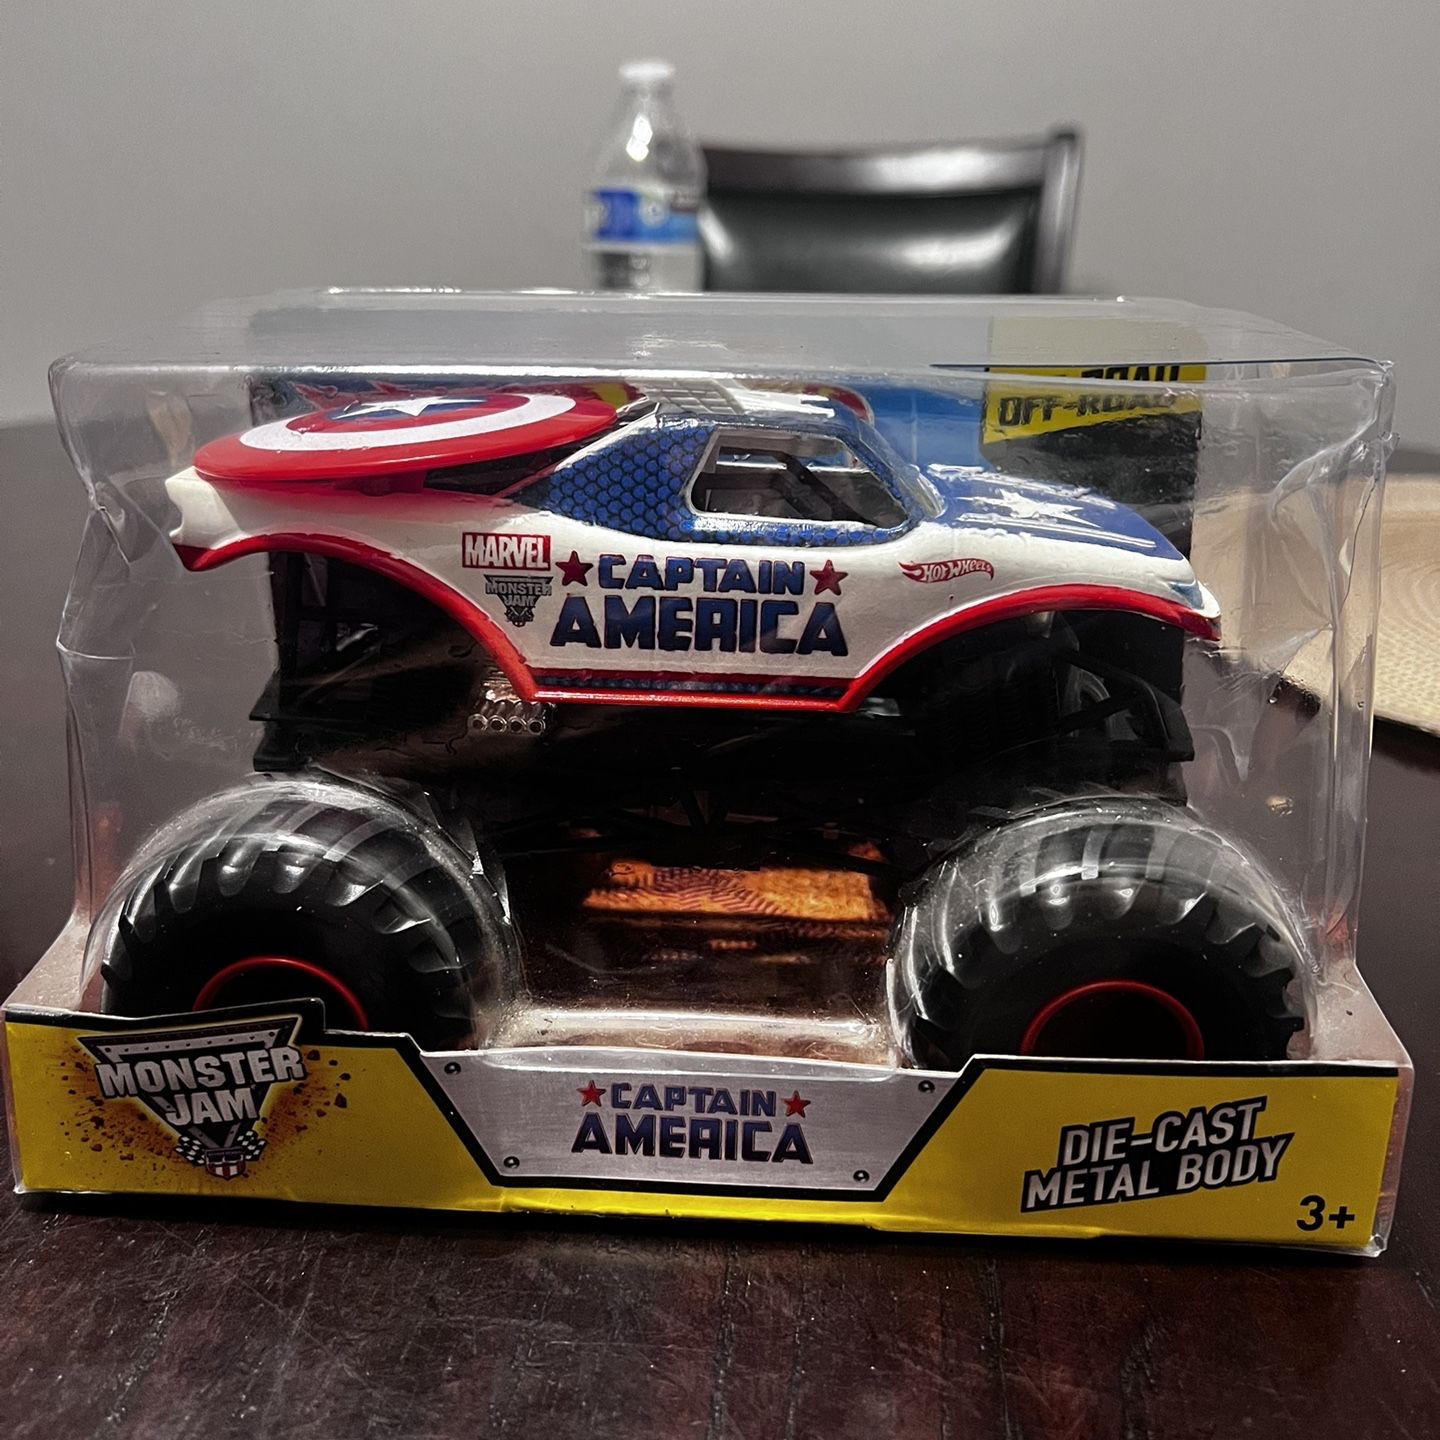 OFF-ROAD
MARVEL
MONSTER
JAM
CAPTAIN
AMERICA
HOT WHEELS
MONSTER
JAM
CAPTAIN
AMERICA
DIE-CAST
METAL BODY
3+